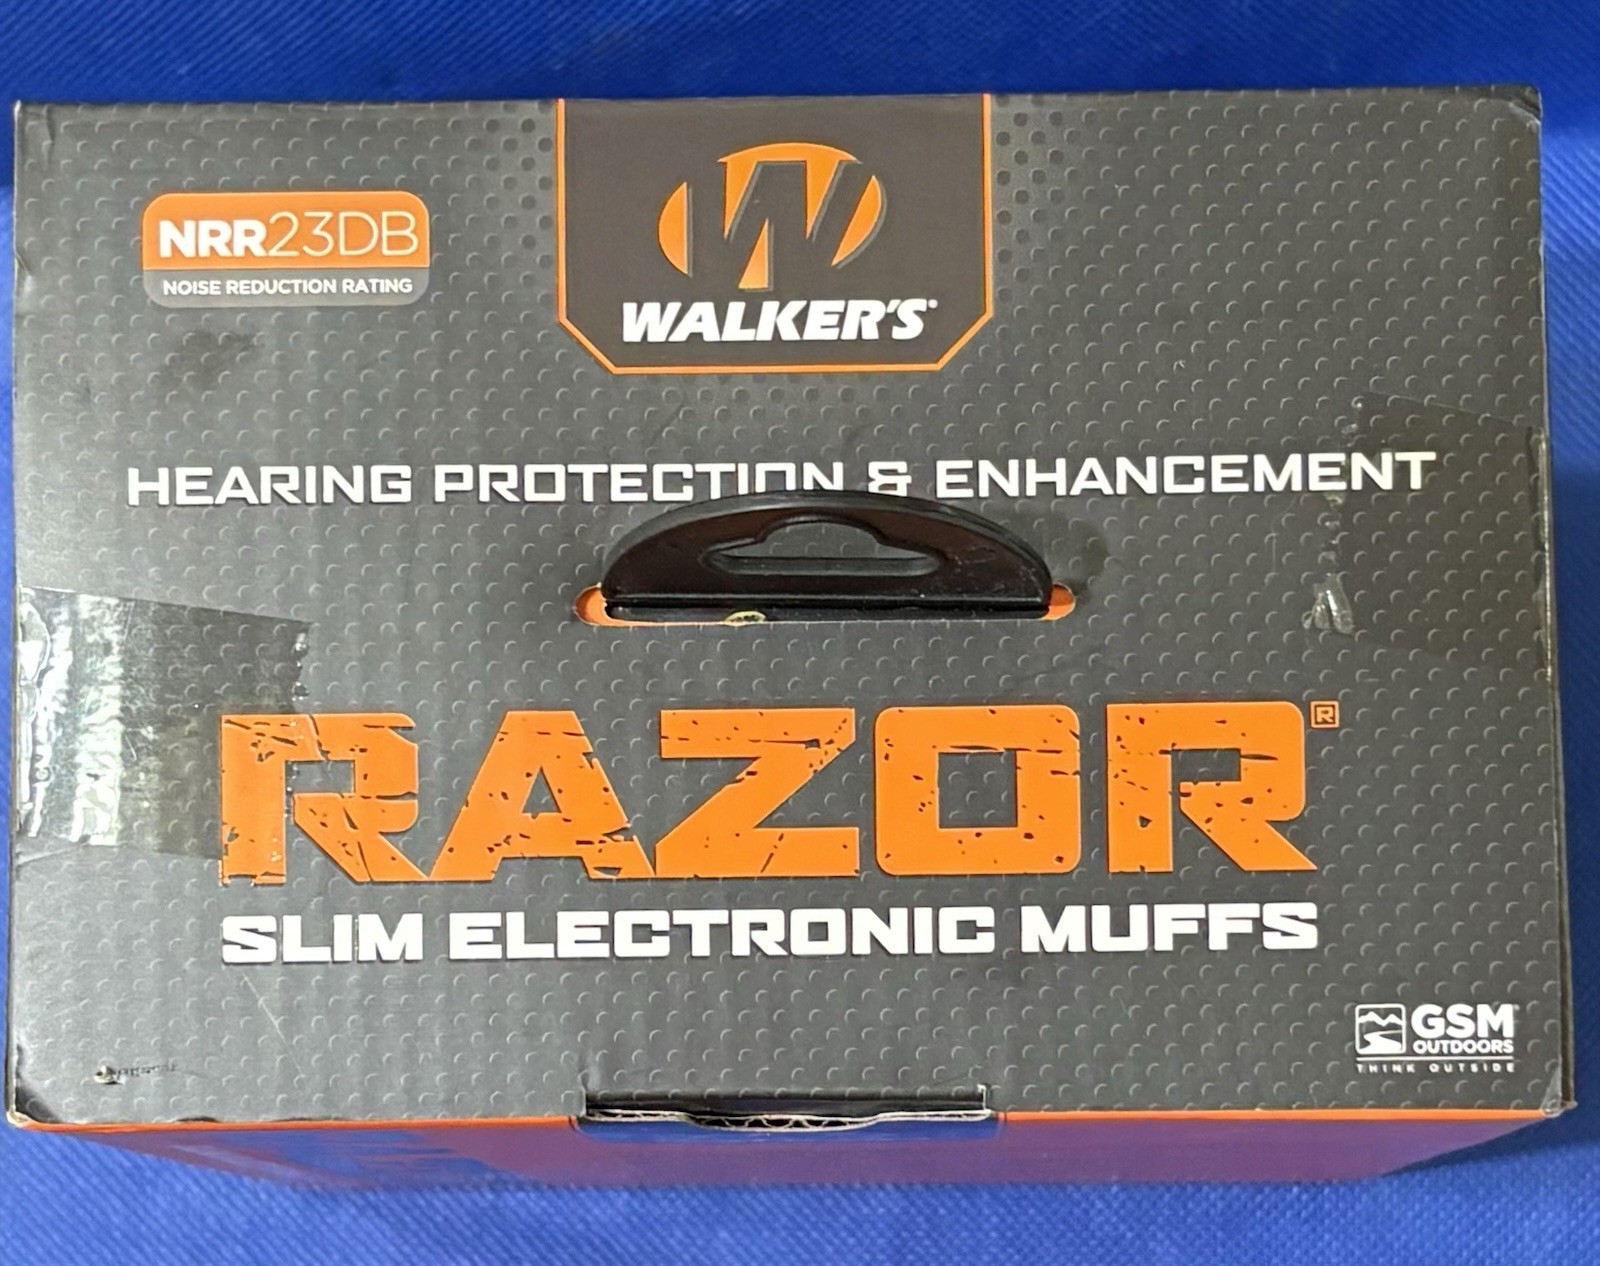 NRR23DB
NOISE REDUCTION RATING
W
WALKER'S®
HEARING PROTECTION & ENHANCEMENT
RAZOR®
SLIM ELECTRONIC MUFFS
GSM
OUTDOORS
THINK OUTSIDE